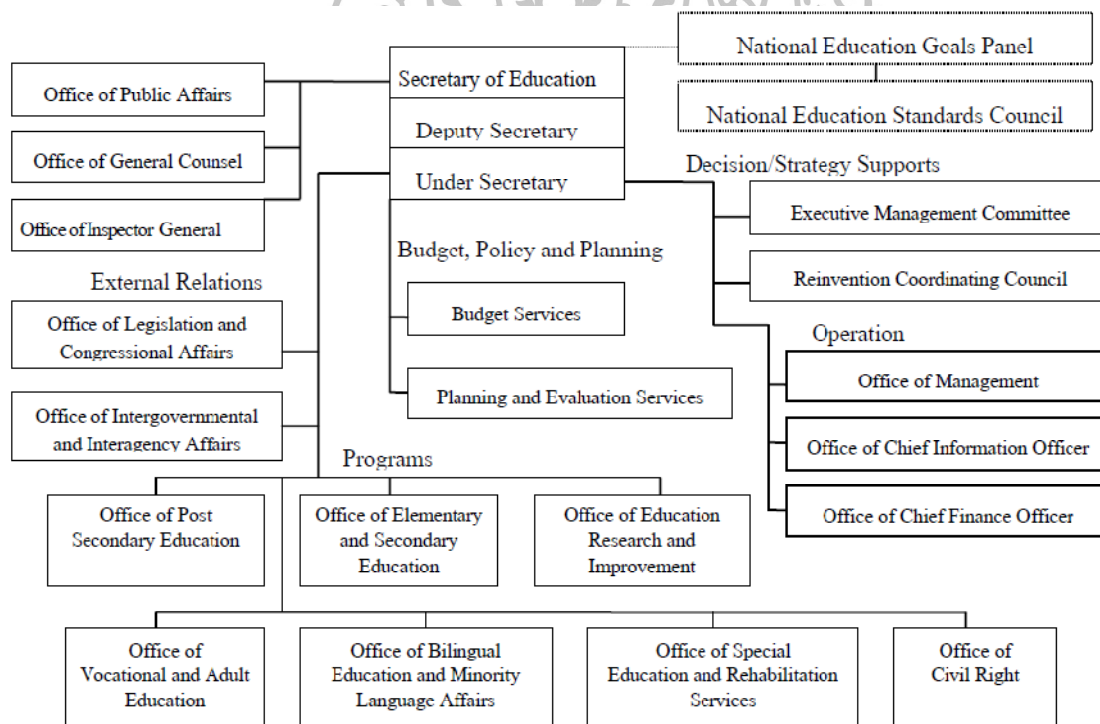 National Education Goals Panel
National Education Standards Council
Secretary of Education
Deputy Secretary
Under Secretary
Office of Public Affairs
Office of General Counsel
Office of Inspector General
Decision/Strategy Supports
Executive Management Committee
Reinvention Coordinating Council
Budget, Policy and Planning
Budget Services
Planning and Evaluation Services
External Relations
Office of Legislation and
Congressional Affairs
Office of Intergovernmental
and Interagency Affairs
Operation
Office of Management
Office of Chief Information Officer
Office of Chief Finance Officer
Programs
Office of Post
Secondary Education
Office of Elementary
and Secondary
Education
Office of Education
Research and
Improvement
Office of
Vocational and Adult
Education
Office of Bilingual
Education and Minority
Language Affairs
Office of Special
Education and Rehabilitation
Services
Office of
Civil Right